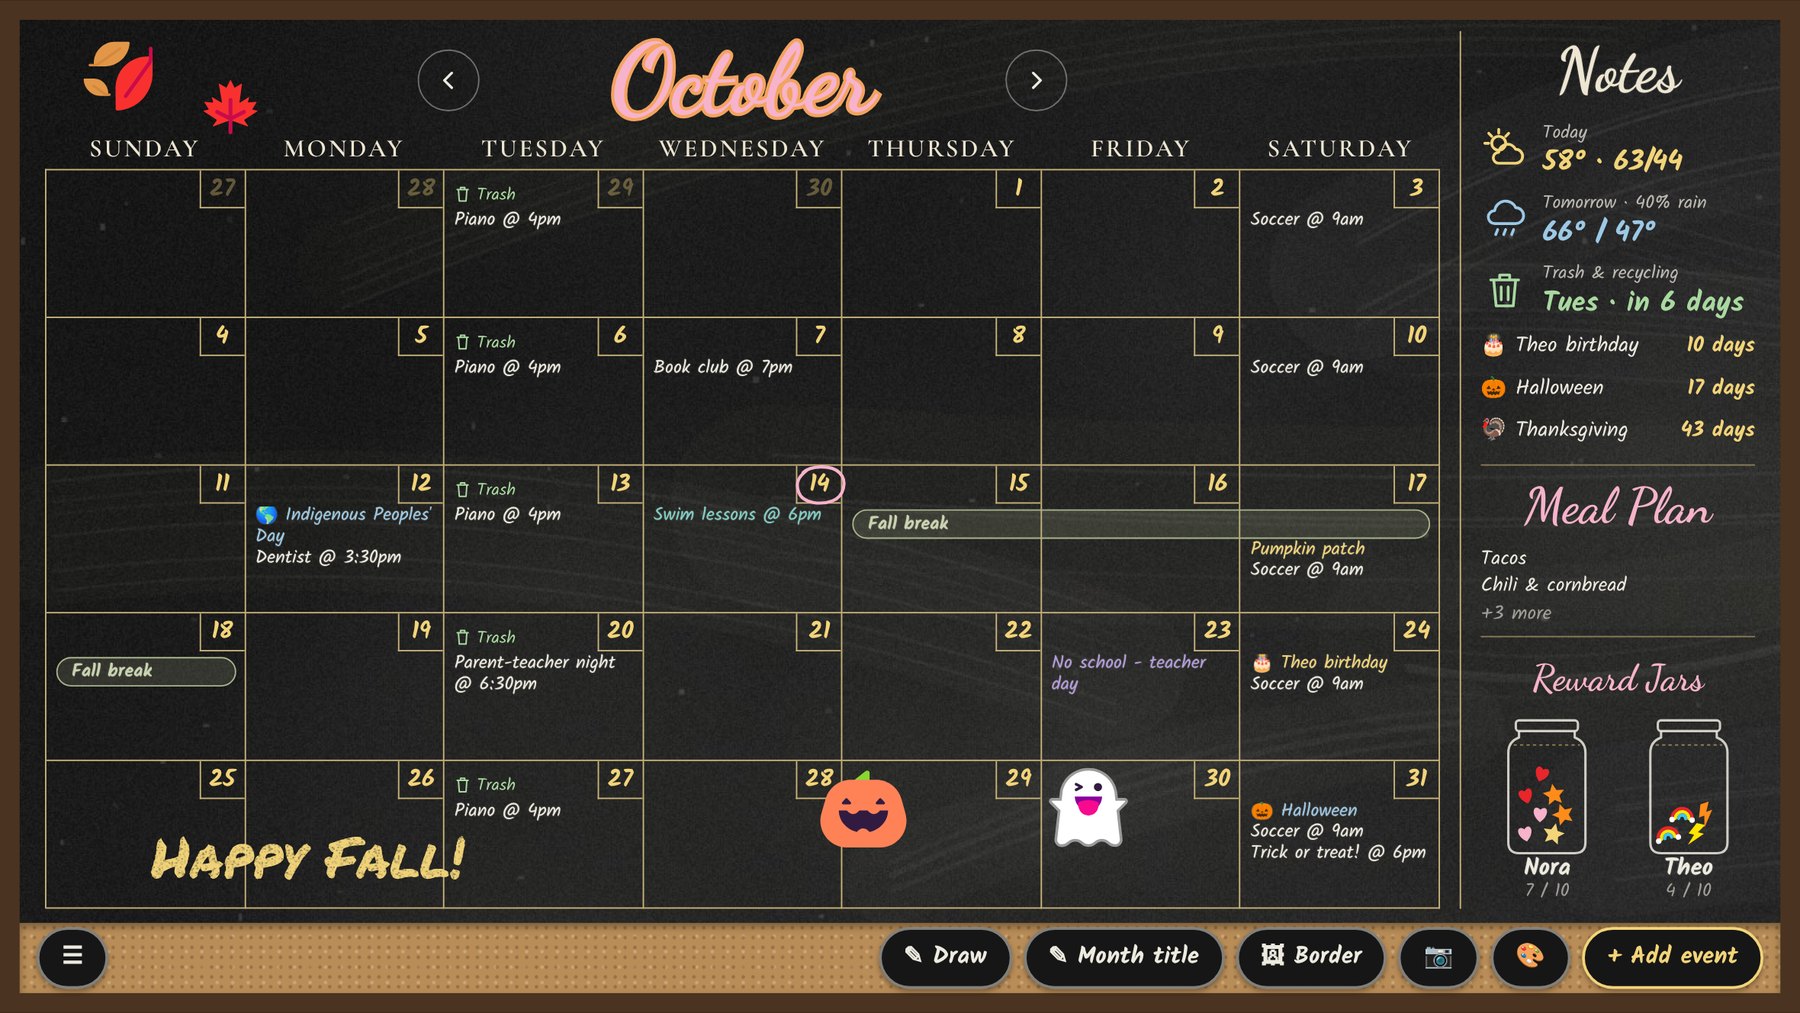 October
Notes
SUNDAY MONDAY TUESDAY WEDNESDAY THURSDAY FRIDAY SATURDAY
27
28
29
Trash
Piano @ 4pm
30
1
2
3
Soccer @ 9am
4
5
6
Trash
Piano @ 4pm
7
Book club @ 7pm
8
9
10
Soccer @ 9am
11
12
Indigenous Peoples'
Day
Dentist @ 3:30pm
13
Trash
Piano @ 4pm
14
Swim lessons @ 6pm
15
Fall break
16
17
Pumpkin patch
Soccer @ 9am
18
Fall break
19
20
Trash
Parent-teacher night
@ 6:30pm
21
22
23
No school - teacher
day
24
Theo birthday
Soccer @ 9am
25
26
27
Trash
Piano @ 4pm
28
29
30
31
Halloween
Soccer @ 9am
Trick or treat! @ 6pm
HAPPY FALL!
Today
58° · 63/44
Tomorrow · 40% rain
66° / 47°
Trash & recycling
Tues · in 6 days
Theo birthday 10 days
Halloween 17 days
Thanksgiving 43 days
Meal Plan
Tacos
Chili & cornbread
+3 more
Reward Jars
Nora
7 / 10
Theo
4 / 10
Draw
Month title
Border
+ Add event